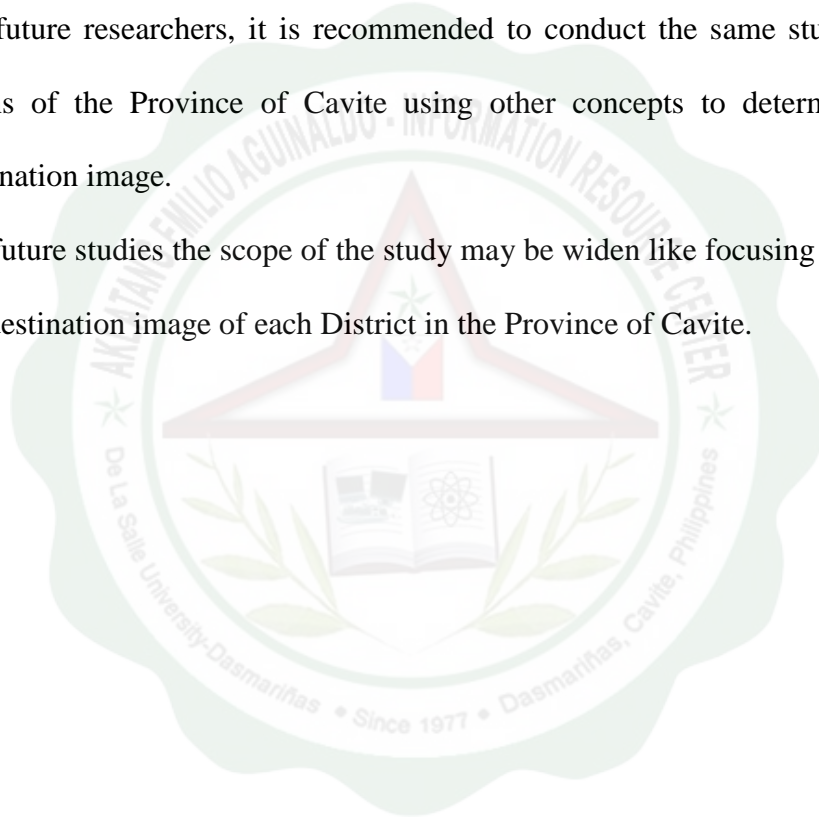 future researchers, it is recommended to conduct the same stu
s of the Province of Cavite using other concepts to determ
nation image.
future studies the scope of the study may be widen like focusing
estination image of each District in the Province of Cavite.
AKLATANG EMILIO AGUINALDO - INFORMATION RESOURCE CENTER
De La Salle University-Dasmariñas • Since 1977 • Dasmariñas, Cavite, Philippines